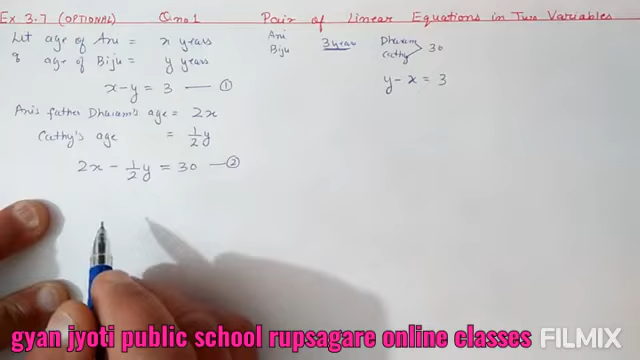 Ex 3.7 (OPTIONAL) Q no 1 Pair of Linear Equations in Two Variables
Let age of Ani = x years
& age of Biju = y years
x - y = 3 —— ①
Anis father Dharam's age = 2x
Cathy's age = 1/2 y
2x - 1/2 y = 30 —— ②
Ani
Biju
3 years
Dharam
Cathy
30
y - x = 3
gyan jyoti public school rupsagare online classes
FILMIX